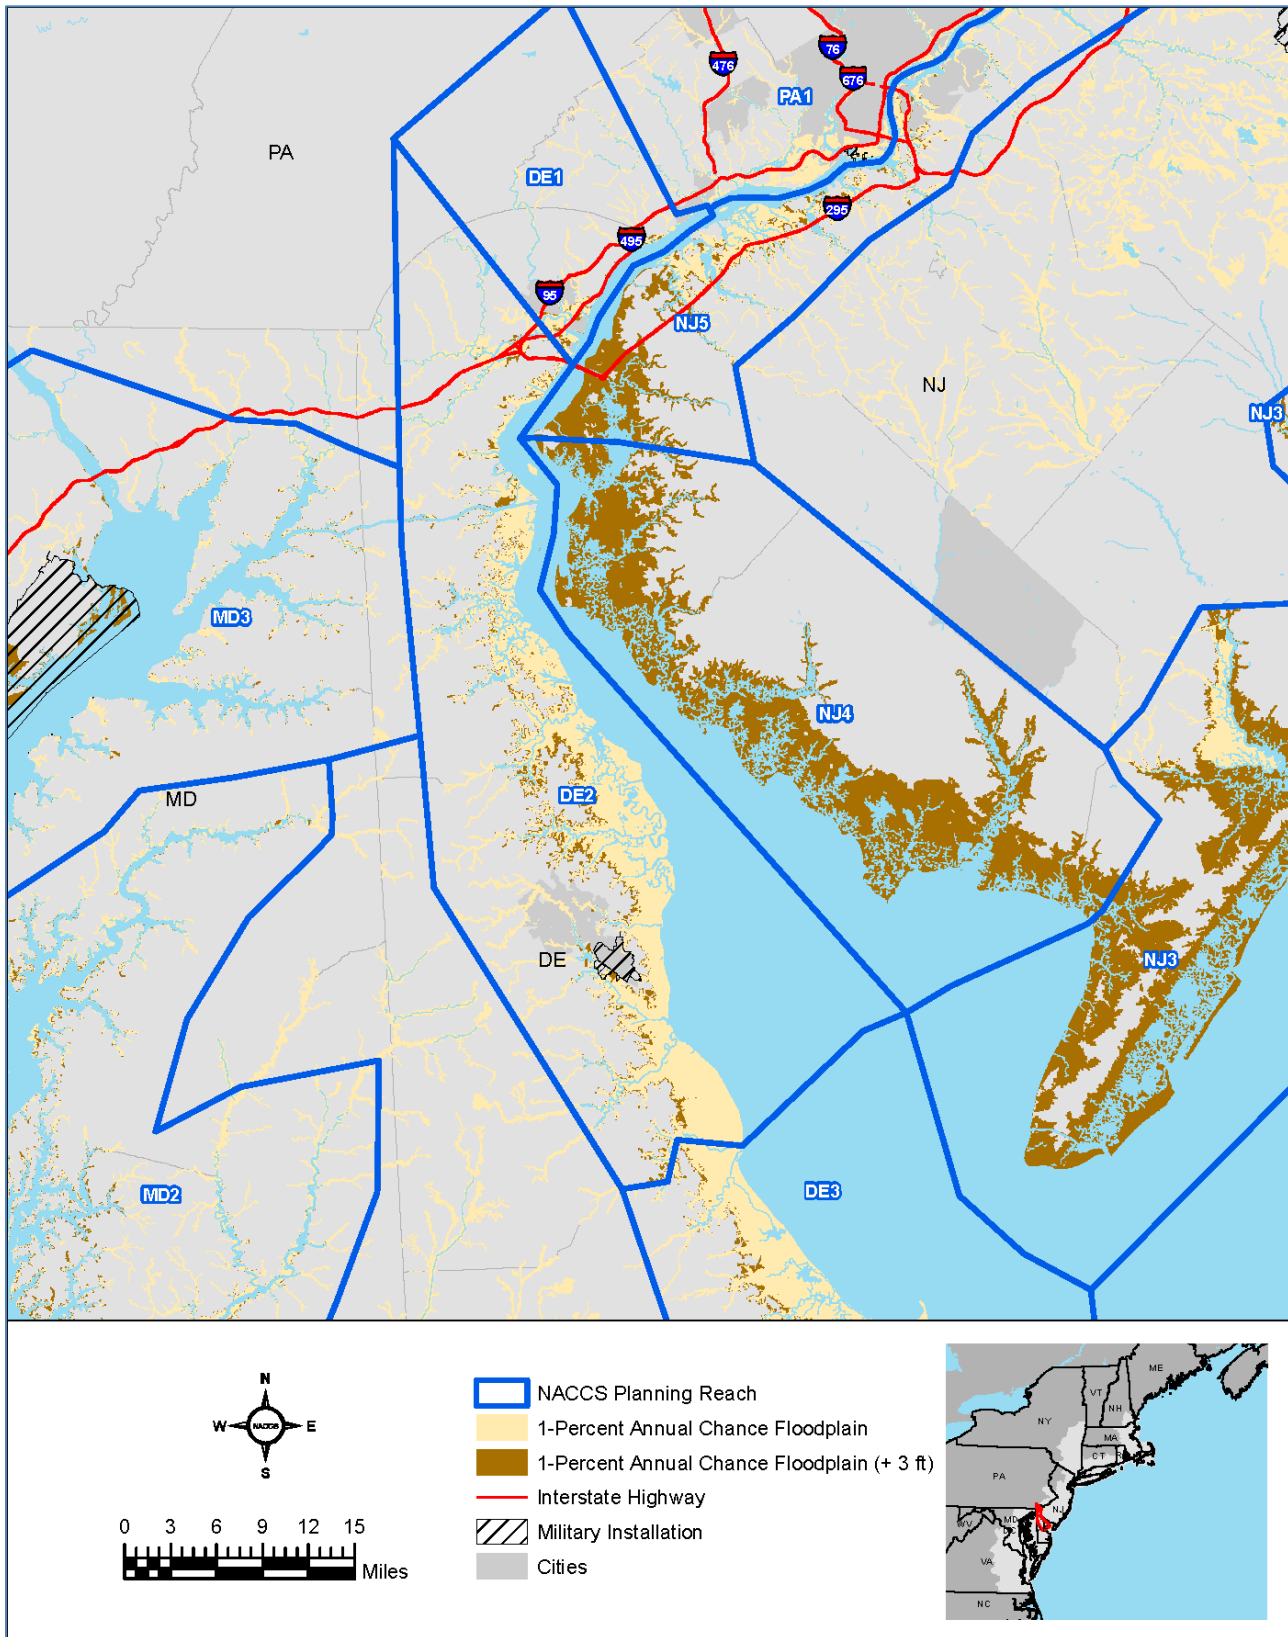 476
76
676
PA1
PA
DE1
295
495
95
NJ5
NJ
NJ3
MD3
NJ4
MD
DE2
DE
NJ3
MD2
DE3
N
W NACCS E
S
0 3 6 9 12 15
Miles
NACCS Planning Reach
1-Percent Annual Chance Floodplain
1-Percent Annual Chance Floodplain (+ 3 ft)
Interstate Highway
Military Installation
Cities
ME
VT
NH
NY
MA
CT
PA
NJ
MD
WV
VA
NC